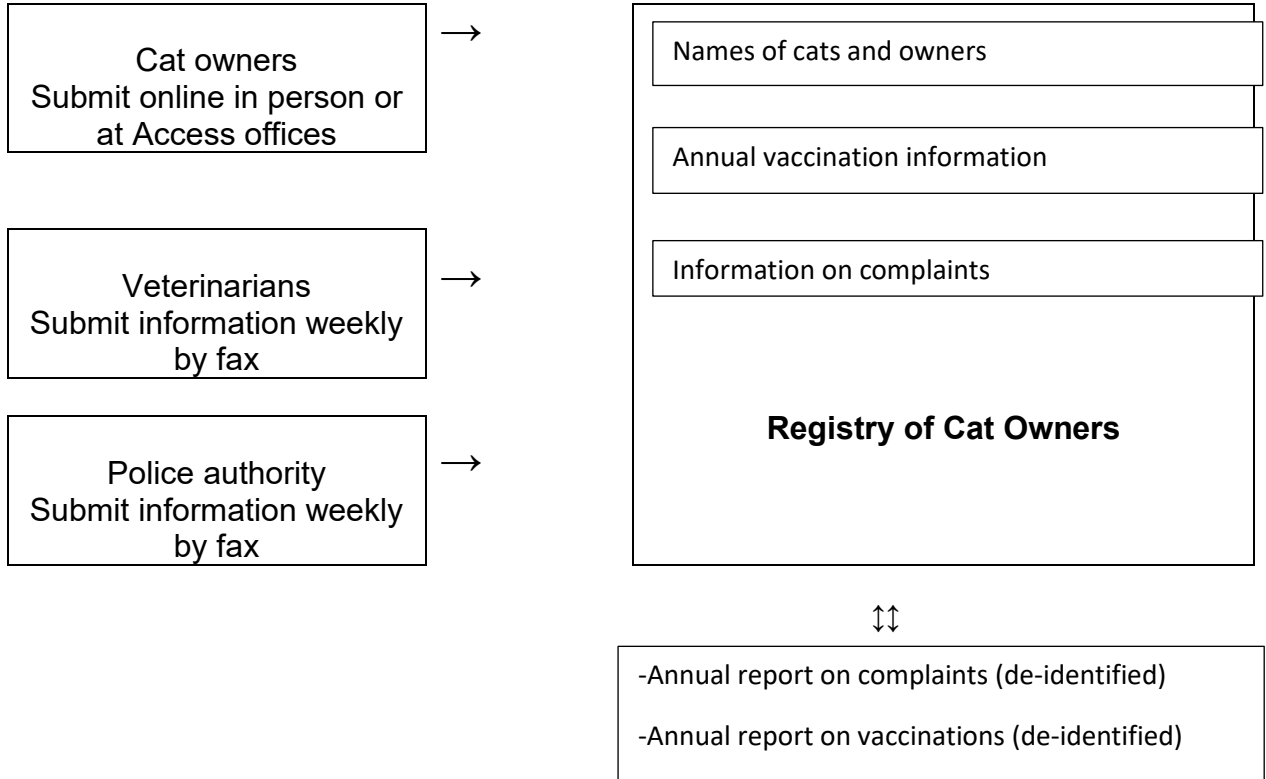 Cat owners
Submit online in person or
at Access offices
→
Veterinarians
Submit information weekly
by fax
→
Police authority
Submit information weekly
by fax
→
Names of cats and owners
Annual vaccination information
Information on complaints
Registry of Cat Owners
↕↕
-Annual report on complaints (de-identified)
-Annual report on vaccinations (de-identified)